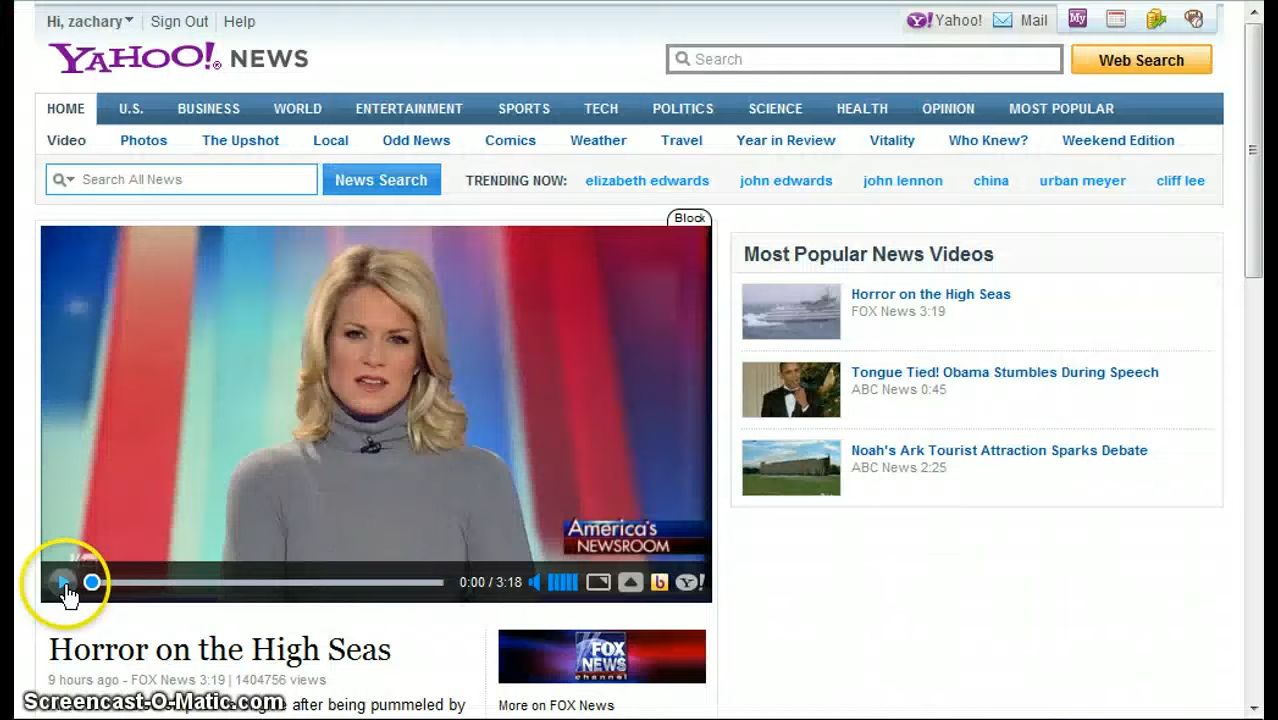 Hi, zachary Sign Out Help Yahoo! Mail My
YAHOO! NEWS Search Web Search
HOME U.S. BUSINESS WORLD ENTERTAINMENT SPORTS TECH POLITICS SCIENCE HEALTH OPINION MOST POPULAR
Video Photos The Upshot Local Odd News Comics Weather Travel Year in Review Vitality Who Knew? Weekend Edition
Search All News News Search TRENDING NOW: elizabeth edwards john edwards john lennon china urban meyer cliff lee
Block
America's
NEWSROOM
0:00 / 3:18 b Y!
Most Popular News Videos
Horror on the High Seas
FOX News 3:19
Tongue Tied! Obama Stumbles During Speech
ABC News 0:45
Noah's Ark Tourist Attraction Sparks Debate
ABC News 2:25
Horror on the High Seas
9 hours ago - FOX News 3:19 | 1404756 views
after being pummeled by
FOX
NEWS
channel
More on FOX News
Screencast-O-Matic.com